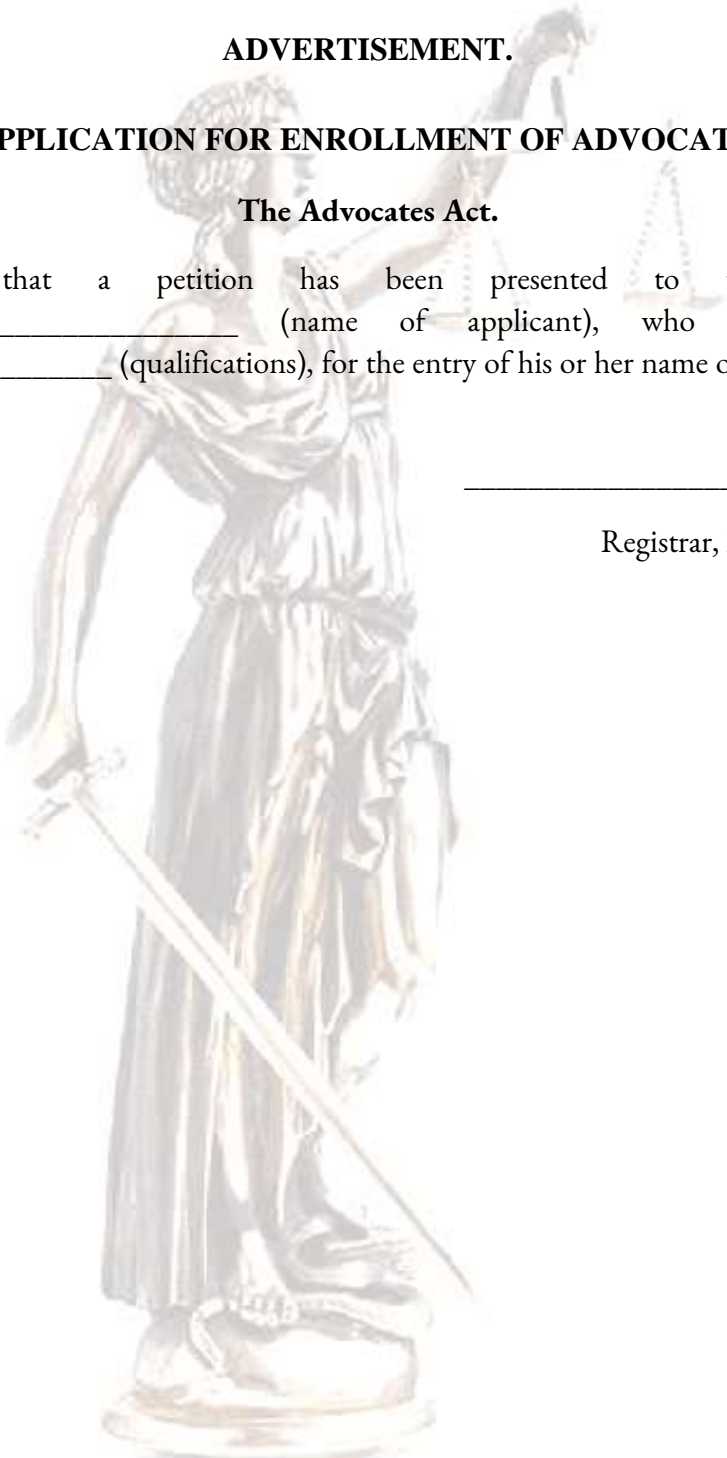 ADVERTISEMENT.
PPLICATION FOR ENROLLMENT OF ADVOCAT
The Advocates Act.
that a petition has been presented to
_______________ (name of applicant), who
_______ (qualifications), for the entry of his or her name o
_________________
Registrar,